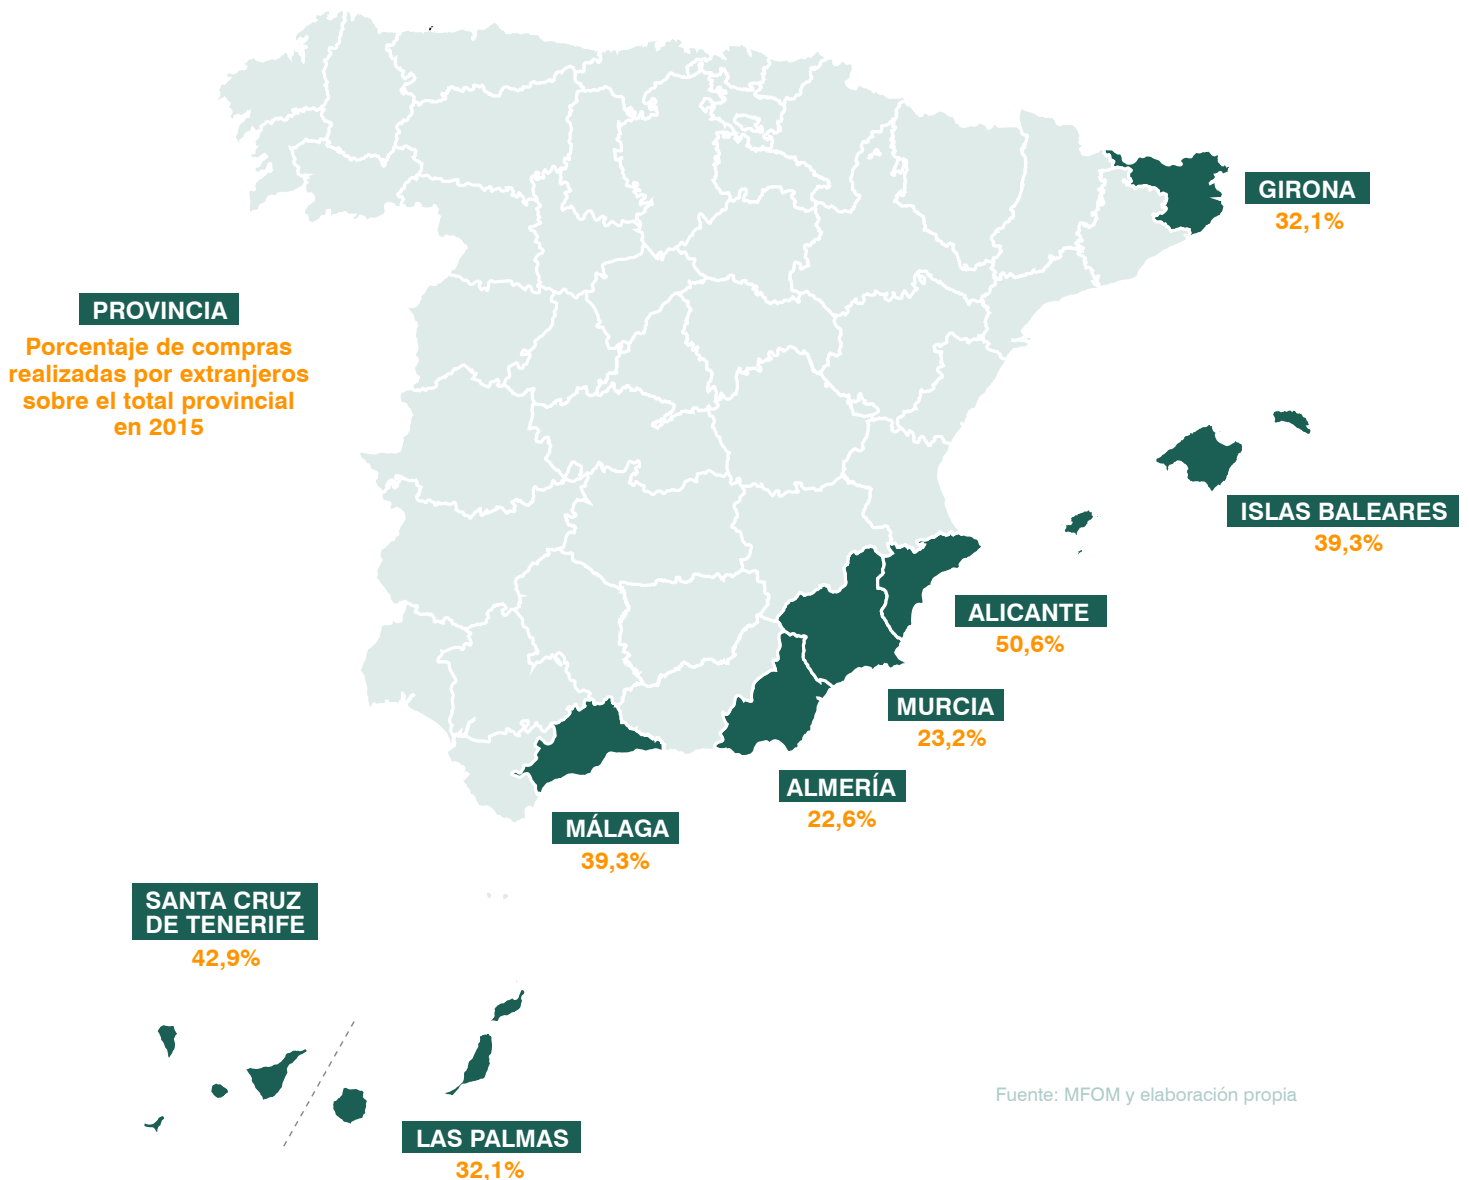 GIRONA
32,1%
PROVINCIA
Porcentaje de compras
realizadas por extranjeros
sobre el total provincial
en 2015
ISLAS BALEARES
39,3%
ALICANTE
50,6%
MURCIA
23,2%
ALMERÍA
22,6%
MÁLAGA
39,3%
SANTA CRUZ
DE TENERIFE
42,9%
Fuente: MFOM y elaboración propia
LAS PALMAS
32,1%